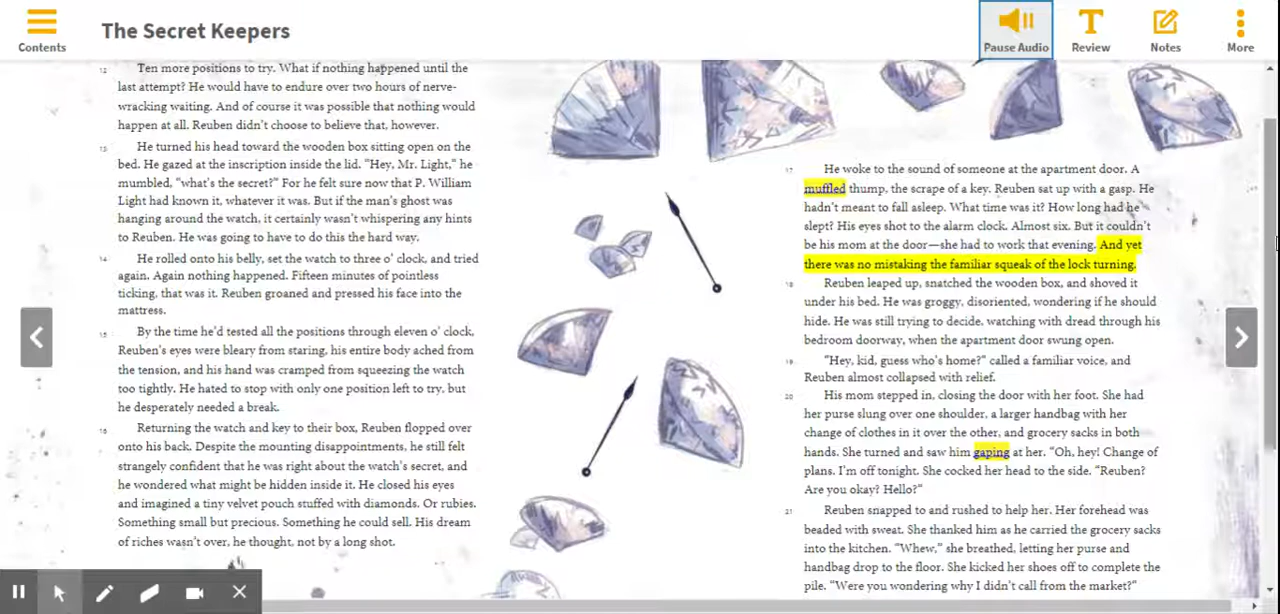 Contents
The Secret Keepers
Pause Audio
Review
Notes
More
12 Ten more positions to try. What if nothing happened until the
last attempt? He would have to endure over two hours of nerve-
wracking waiting. And of course it was possible that nothing would
happen at all. Reuben didn't choose to believe that, however.
13 He turned his head toward the wooden box sitting open on the
bed. He gazed at the inscription inside the lid. "Hey, Mr. Light," he
mumbled, "what's the secret?" For he felt sure now that P. William
Light had known it, whatever it was. But if the man's ghost was
hanging around the watch, it certainly wasn't whispering any hints
to Reuben. He was going to have to do this the hard way.
14 He rolled onto his belly, set the watch to three o' clock, and tried
again. Again nothing happened. Fifteen minutes of pointless
ticking, that was it. Reuben groaned and pressed his face into the
mattress.
15 By the time he'd tested all the positions through eleven o' clock,
Reuben's eyes were bleary from staring, his entire body ached from
the tension, and his hand was cramped from squeezing the watch
too tightly. He hated to stop with only one position left to try, but
he desperately needed a break.
16 Returning the watch and key to their box, Reuben flopped over
onto his back. Despite the mounting disappointments, he still felt
strangely confident that he was right about the watch's secret, and
he wondered what might be hidden inside it. He closed his eyes
and imagined a tiny velvet pouch stuffed with diamonds. Or rubies.
Something small but precious. Something he could sell. His dream
of riches wasn't over, he thought, not by a long shot.
17 He woke to the sound of someone at the apartment door. A
muffled thump, the scrape of a key. Reuben sat up with a gasp. He
hadn't meant to fall asleep. What time was it? How long had he
slept? His eyes shot to the alarm clock. Almost six. But it couldn't
be his mom at the door—she had to work that evening. And yet
there was no mistaking the familiar squeak of the lock turning.
18 Reuben leaped up, snatched the wooden box, and shoved it
under his bed. He was groggy, disoriented, wondering if he should
hide. He was still trying to decide, watching with dread through his
bedroom doorway, when the apartment door swung open.
19 "Hey, kid, guess who's home?" called a familiar voice, and
Reuben almost collapsed with relief.
20 His mom stepped in, closing the door with her foot. She had
her purse slung over one shoulder, a larger handbag with her
change of clothes in it over the other, and grocery sacks in both
hands. She turned and saw him gaping at her. "Oh, hey! Change of
plans. I'm off tonight. She cocked her head to the side. "Reuben?
Are you okay? Hello?"
21 Reuben snapped to and rushed to help her. Her forehead was
beaded with sweat. She thanked him as he carried the grocery sacks
into the kitchen. "Whew," she breathed, letting her purse and
handbag drop to the floor. She kicked her shoes off to complete the
pile. "Were you wondering why I didn't call from the market?"